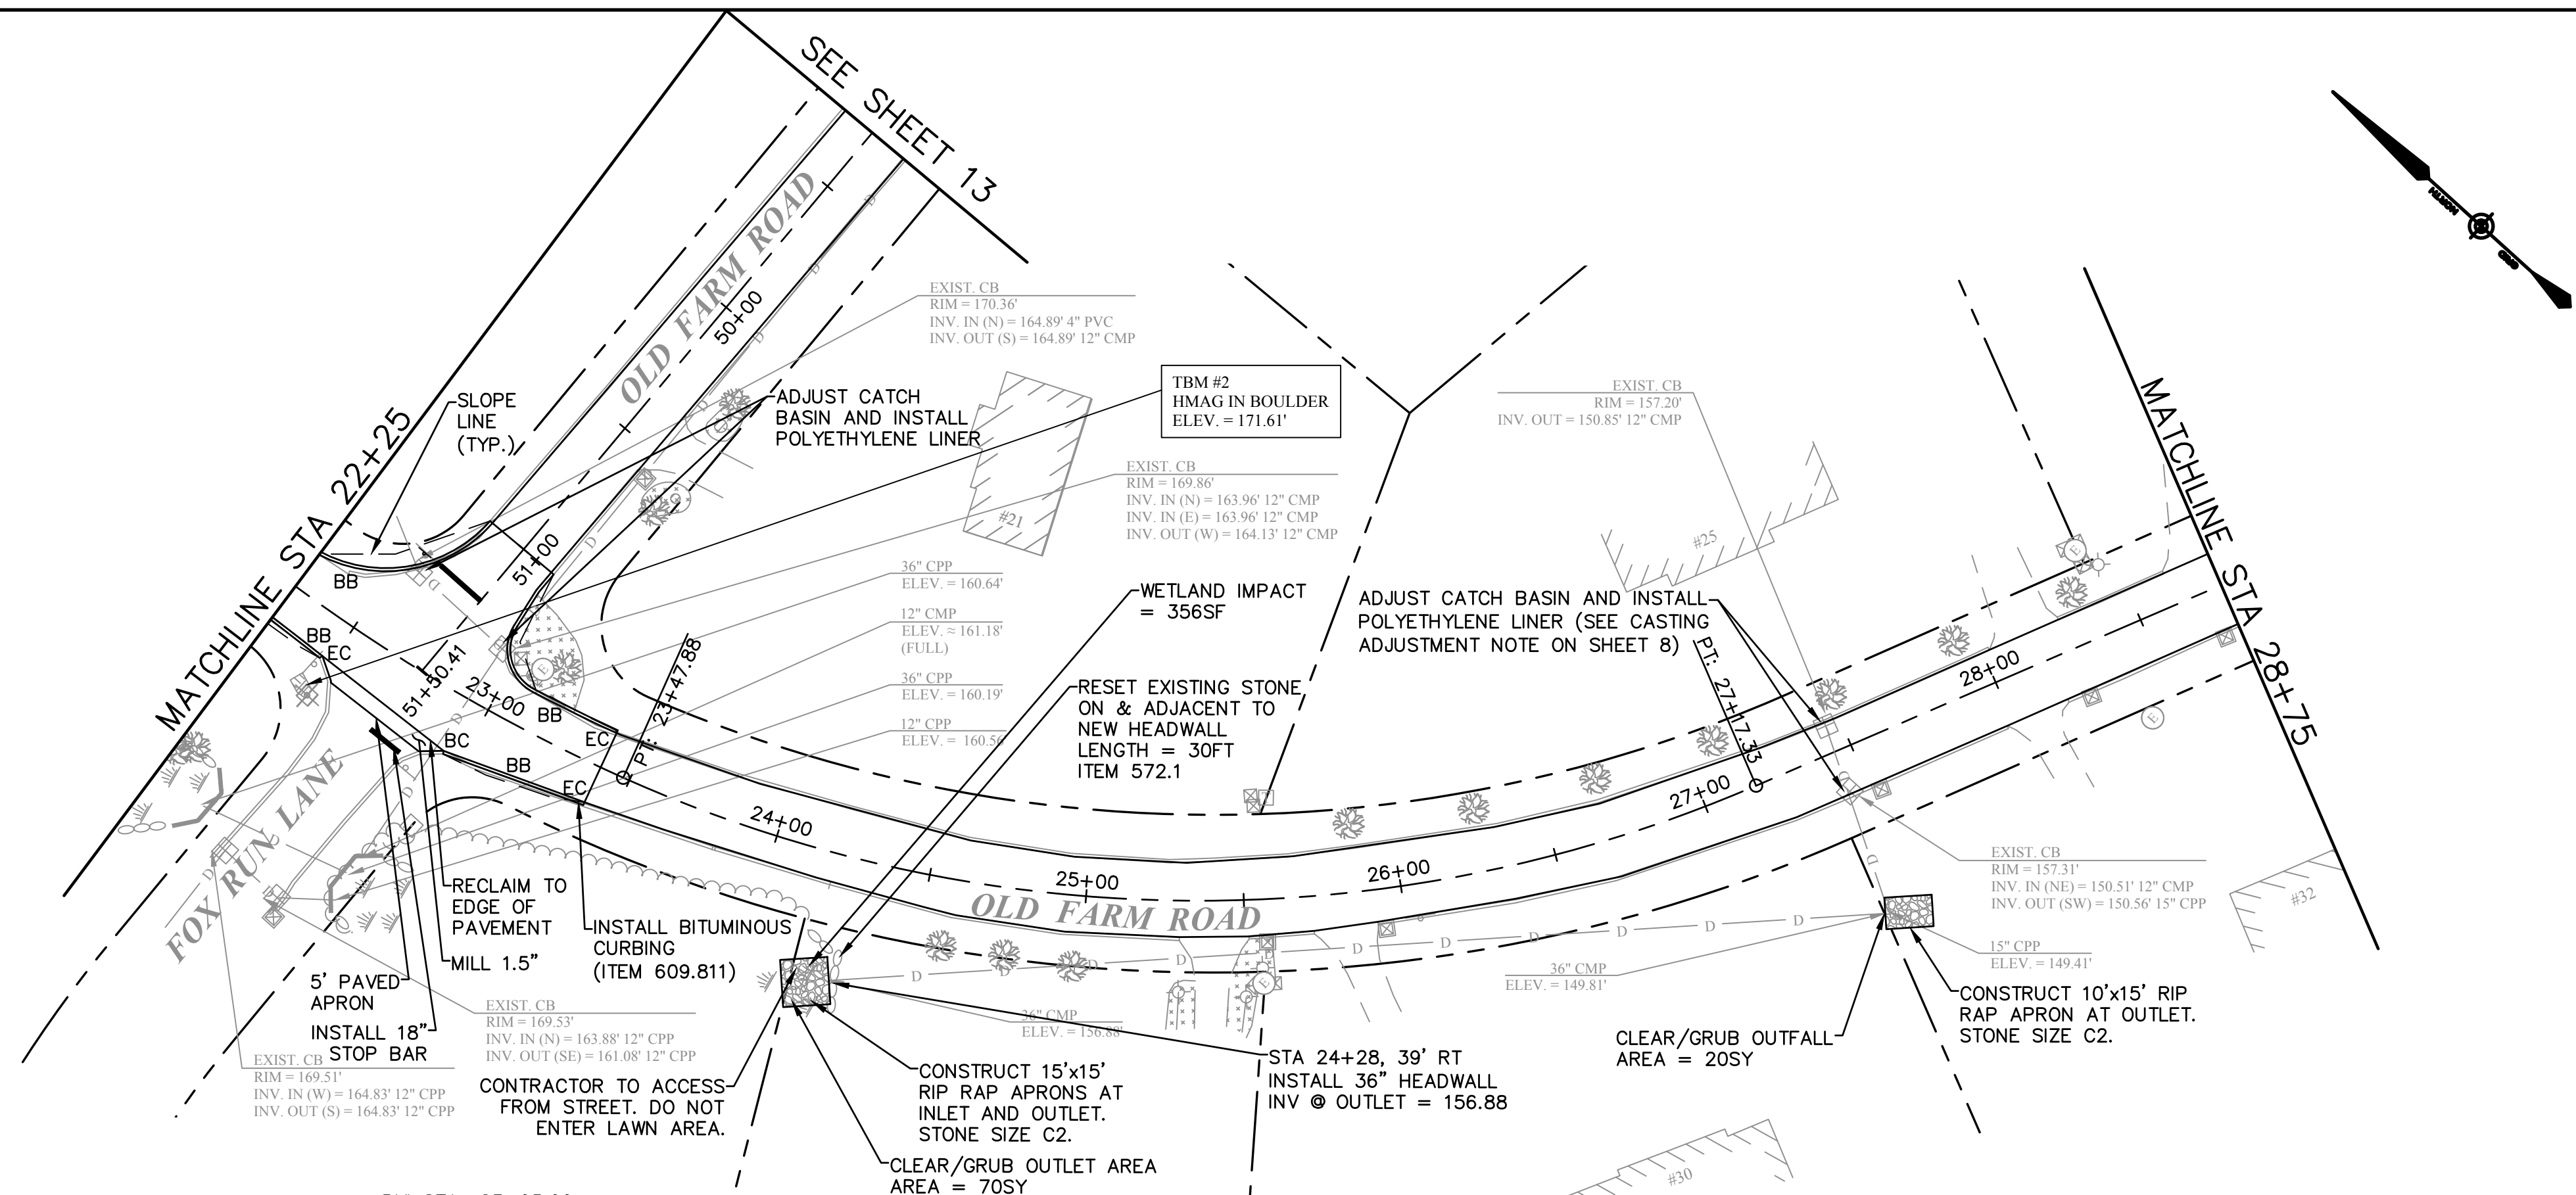 SEE SHEET 13
MATCHLINE STA 22+25
OLD FARM ROAD
50+00
EXIST. CB
RIM = 170.36'
INV. IN (N) = 164.89' 4" PVC
INV. OUT (S) = 164.89' 12" CMP
NORTH
GRID
SLOPE
LINE
(TYP.)
ADJUST CATCH
BASIN AND INSTALL
POLYETHYLENE LINER
TBM #2
HMAG IN BOULDER
ELEV. = 171.61'
EXIST. CB
RIM = 157.20'
INV. OUT = 150.85' 12" CMP
MATCHLINE STA 28+75
EXIST. CB
RIM = 169.86'
INV. IN (N) = 163.96' 12" CMP
INV. IN (E) = 163.96' 12" CMP
INV. OUT (W) = 164.13' 12" CMP
#21
#25
51+00
BB
BB
EC
36" CPP
ELEV. = 160.64'
12" CMP
ELEV. ≈ 161.18'
(FULL)
36" CPP
ELEV. = 160.19'
12" CPP
ELEV. = 160.56'
WETLAND IMPACT
= 356SF
ADJUST CATCH BASIN AND INSTALL
POLYETHYLENE LINER (SEE CASTING
ADJUSTMENT NOTE ON SHEET 8)
RESET EXISTING STONE
ON & ADJACENT TO
NEW HEADWALL
LENGTH = 30FT
ITEM 572.1
51+50.41
23+00
PT: 23+47.88
BB
EC
BC
BB
EC
24+00
25+00
26+00
27+00
PT: 27+17.33
28+00
OLD FARM ROAD
FOX RUN LANE
RECLAIM TO
EDGE OF
PAVEMENT
MILL 1.5"
5' PAVED
APRON
INSTALL 18"
STOP BAR
INSTALL BITUMINOUS
CURBING
(ITEM 609.811)
EXIST. CB
RIM = 169.53'
INV. IN (N) = 163.88' 12" CPP
INV. OUT (SE) = 161.08' 12" CPP
EXIST. CB
RIM = 169.51'
INV. IN (W) = 164.83' 12" CPP
INV. OUT (S) = 164.83' 12" CPP
CONTRACTOR TO ACCESS
FROM STREET. DO NOT
ENTER LAWN AREA.
36" CMP
ELEV. = 156.88'
CONSTRUCT 15'x15'
RIP RAP APRONS AT
INLET AND OUTLET.
STONE SIZE C2.
CLEAR/GRUB OUTLET AREA
AREA = 70SY
STA 24+28, 39' RT
INSTALL 36" HEADWALL
INV @ OUTLET = 156.88
36" CMP
ELEV. = 149.81'
CLEAR/GRUB OUTFALL
AREA = 20SY
EXIST. CB
RIM = 157.31'
INV. IN (NE) = 150.51' 12" CMP
INV. OUT (SW) = 150.56' 15" CPP
15" CPP
ELEV. = 149.41'
CONSTRUCT 10'x15' RIP
RAP APRON AT OUTLET.
STONE SIZE C2.
#32
#30